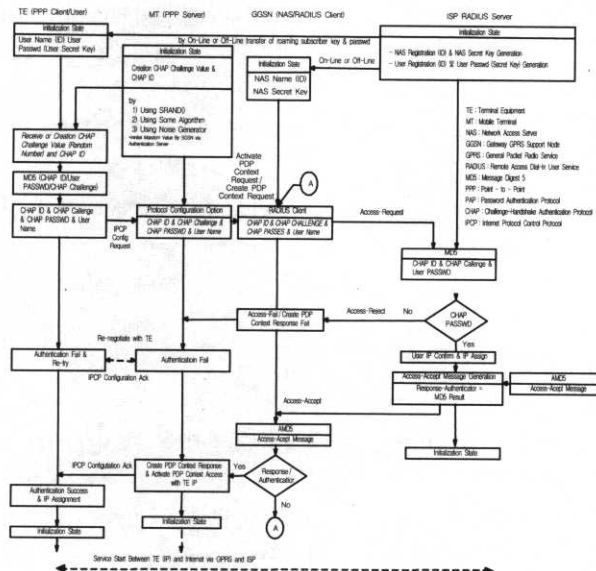 TE (PPP Client/User)
MT (PPP Server)
GGSN (NAS/RADIUS Client)
ISP RADIUS Server
Initialization State
User Name (ID) User
Passwd (User Secret Key)
by On-Line or Off-Line transfer of roaming subscriber key & passwd
Initialization State
- NAS Registration (ID) & NAS Secret Key Generation
- User Registration (ID) & User Passwd (Secret Key) Generation
Initialization State
Creation CHAP Challenge Value &
CHAP ID
by
1) Using SRAND()
2) Using Some Algorithm
3) Using Noise Generator
Authentication Server
On-Line or Off-Line
Initialization State
NAS Name (ID)
NAS Secret Key
TE : Terminal Equipment
MT : Mobile Terminal
NAS : Network Access Server
GGSN : Gateway GPRS Support Node
GPRS : General Packet Radio Service
RADIUS : Remote Access Dial-In User Service
MD5 : Message Digest 5
PPP : Point - to - Point
PAP : Password Authentication Protocol
CHAP : Challenge-Handshake Authentication Protocol
IPCP : Internet Protocol Control Protocol
Receive or Creation CHAP
Challenge Value (Random
Number) and CHAP ID
MD5 (CHAP ID/User
PASSWD/CHAP Challenge)
CHAP ID & CHAP Callenge
& CHAP PASSWD & User
Name
IPCP
Config
Request
Protocol Configuration Option
CHAP ID & CHAP Challenge &
CHAP PASSWD & User Name
Activate
PDP
Context
Request/
Create PDP
Context Request
A
RADIUS Client
CHAP ID & CHAP CHALLENGE &
CHAP PASSES & User Name
Access-Request
MD5
CHAP ID & CHAP Callenge &
User PASSWD
Access-Fail/Create PDP
Context Response Fail
Access-Reject
No
CHAP
PASSWD
Yes
Re-negotiate with TE
Authentication Fail &
Re-try
Authentication Fail
IPCP Configuration Ack
User IP Confirm & IP Assign
Access-Accept Message Generation
Response-Authenticator =
MD5 Result
AMD5
Access-Acept Message
Access-Accept
AMD5
Access-Acept Message
Initialization State
IPCP Configutation Ack
Create PDP Context Response
& Activate PDP Context Access
with TE IP
Yes
Response/
Authenticatior
No
A
Authentication Success
& IP Assignment
Initialization State
Initialization State
Service Start Between TE (IP) and Internet via GPRS and ISP